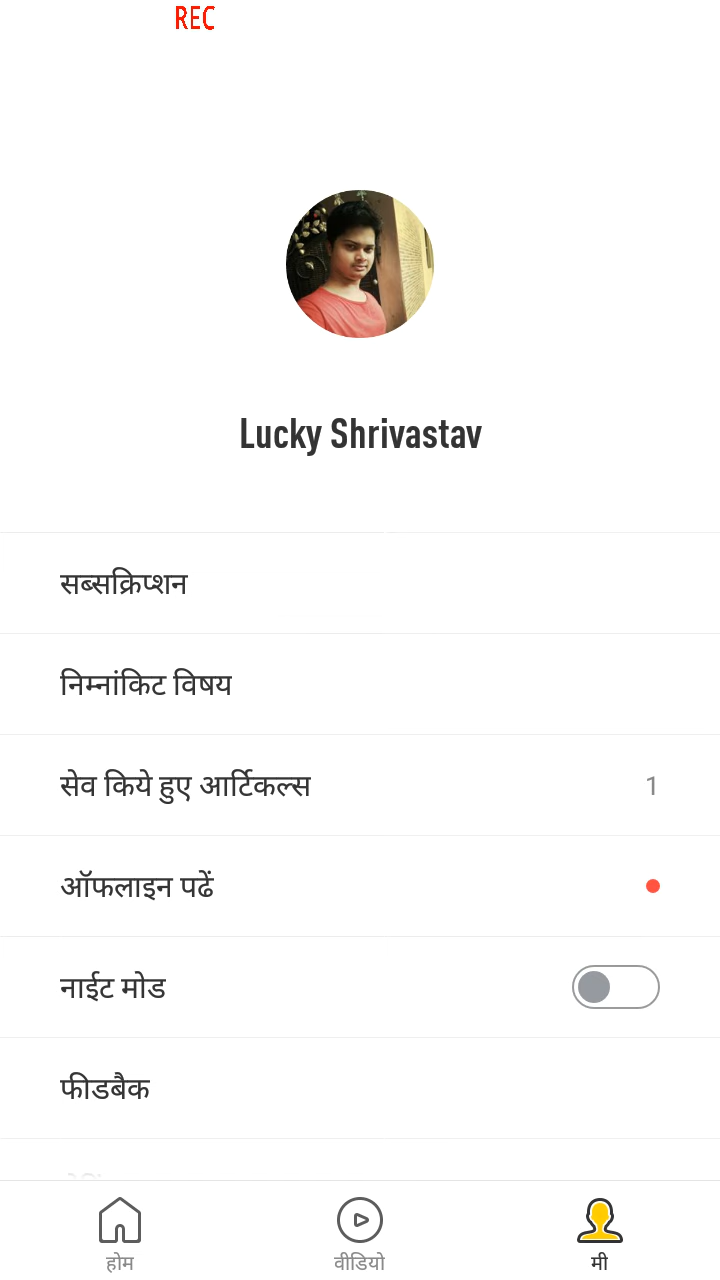 REC
Lucky Shrivastav
सब्सक्रिप्शन
निम्नांकिट विषय
सेव किये हुए आर्टिकल्स 1
ऑफलाइन पढें
नाईट मोड
फीडबैक
होम वीडियो मी